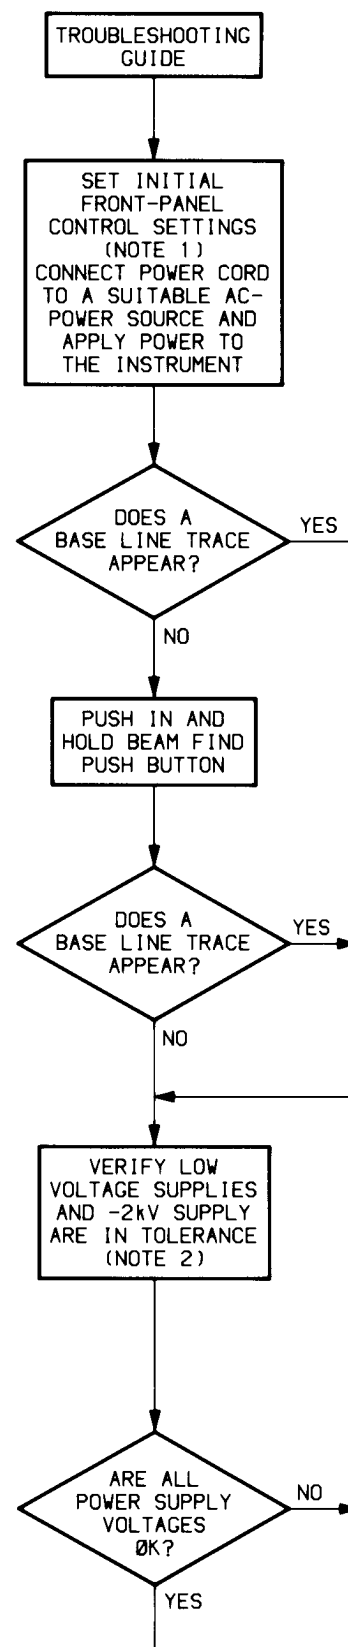 TROUBLESHOOTING
GUIDE
SET INITIAL
FRONT-PANEL
CONTROL SETTINGS
(NOTE 1)
CONNECT POWER CORD
TO A SUITABLE AC-
POWER SOURCE AND
APPLY POWER TO
THE INSTRUMENT
DOES A
BASE LINE TRACE
APPEAR?
YES
NO
PUSH IN AND
HOLD BEAM FIND
PUSH BUTTON
DOES A
BASE LINE TRACE
APPEAR?
YES
NO
VERIFY LOW
VOLTAGE SUPPLIES
AND -2kV SUPPLY
ARE IN TOLERANCE
(NOTE 2)
ARE ALL
POWER SUPPLY
VOLTAGES
ØK?
NO
YES